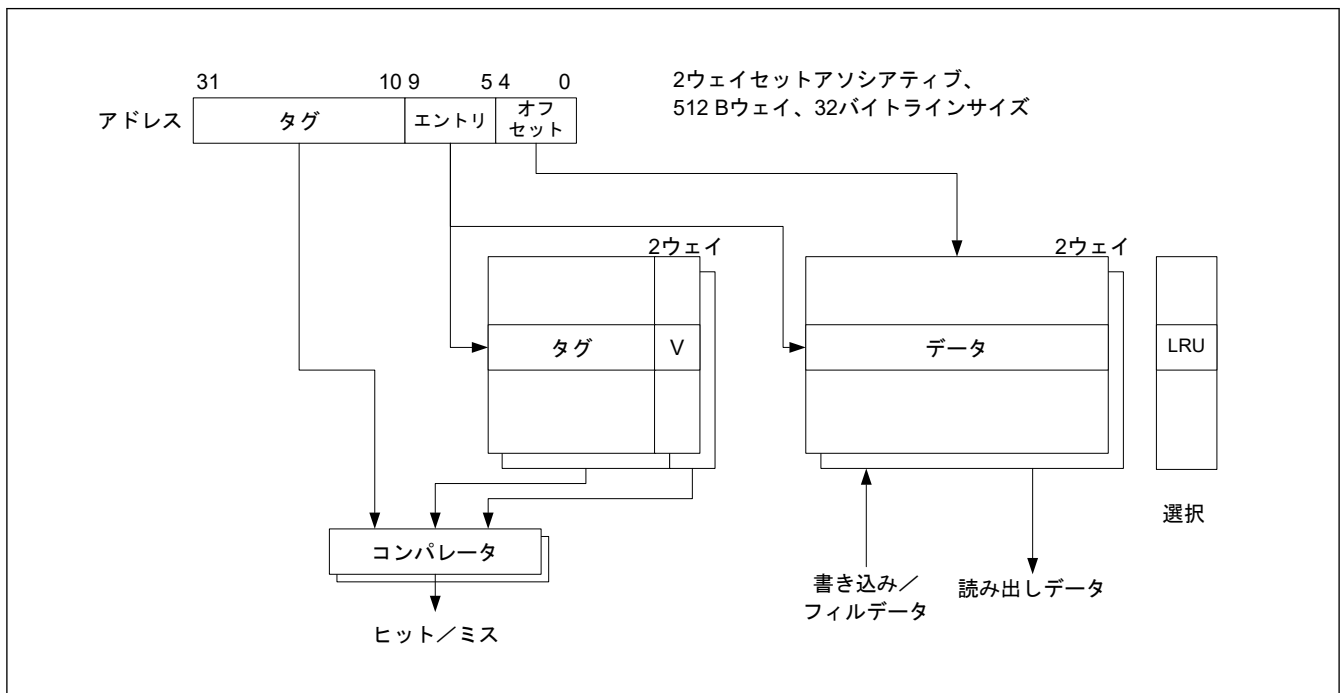 31 10 9 5 4 0
アドレス タグ エントリ オフ
セット
2ウェイセットアソシアティブ、
512 Bウェイ、32バイトラインサイズ
2ウェイ
タグ V
2ウェイ
データ
LRU
選択
コンパレータ
ヒット／ミス
書き込み／
フィルデータ
読み出しデータ